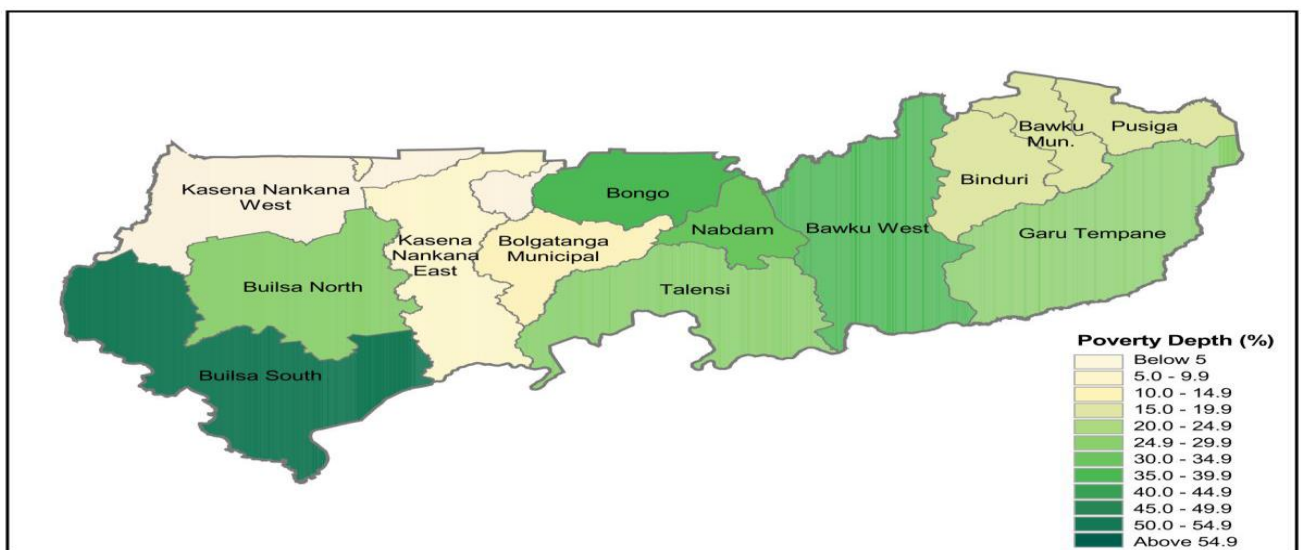 Kasena Nankana
West
Bongo
Bawku
Mun.
Pusiga
Binduri
Nabdam
Bawku West
Garu Tempane
Kasena
Nankana
East
Bolgatanga
Municipal
Builsa North
Talensi
Builsa South
Poverty Depth (%)
Below 5
5.0 - 9.9
10.0 - 14.9
15.0 - 19.9
20.0 - 24.9
24.9 - 29.9
30.0 - 34.9
35.0 - 39.9
40.0 - 44.9
45.0 - 49.9
50.0 - 54.9
Above 54.9